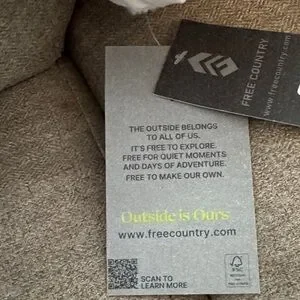 FREE COUNTRY
www.freecountry.com
THE OUTSIDE BELONGS
TO ALL OF US.
IT'S FREE TO EXPLORE.
FREE FOR QUIET MOMENTS
AND DAYS OF ADVENTURE.
FREE TO MAKE OUR OWN.
Outside is Ours
www.freecountry.com
SCAN TO
LEARN MORE
FSC